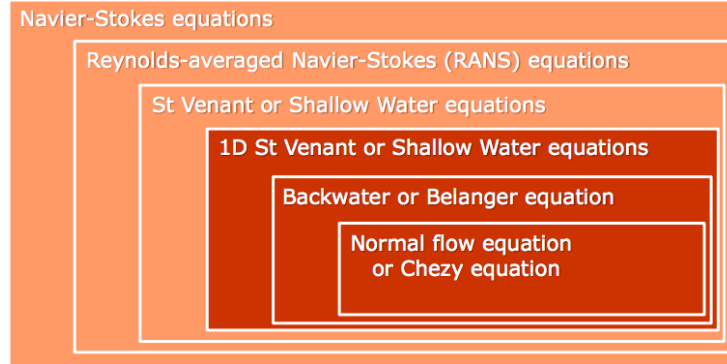 Navier-Stokes equations
Reynolds-averaged Navier-Stokes (RANS) equations
St Venant or Shallow Water equations
1D St Venant or Shallow Water equations
Backwater or Belanger equation
Normal flow equation
or Chezy equation